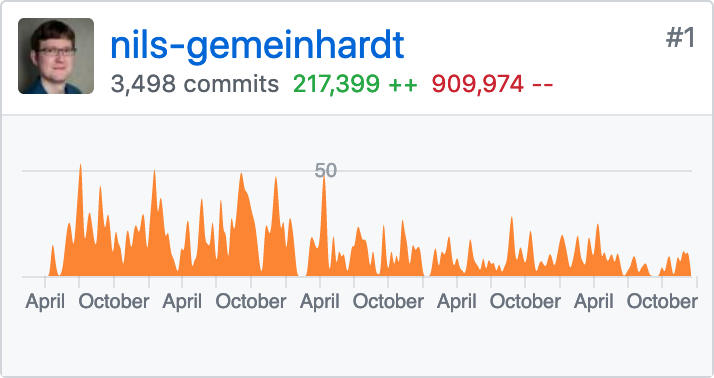 nils-gemeinhardt
#1
3,498 commits 217,399 ++ 909,974 --
50
April October April October April October April October April October